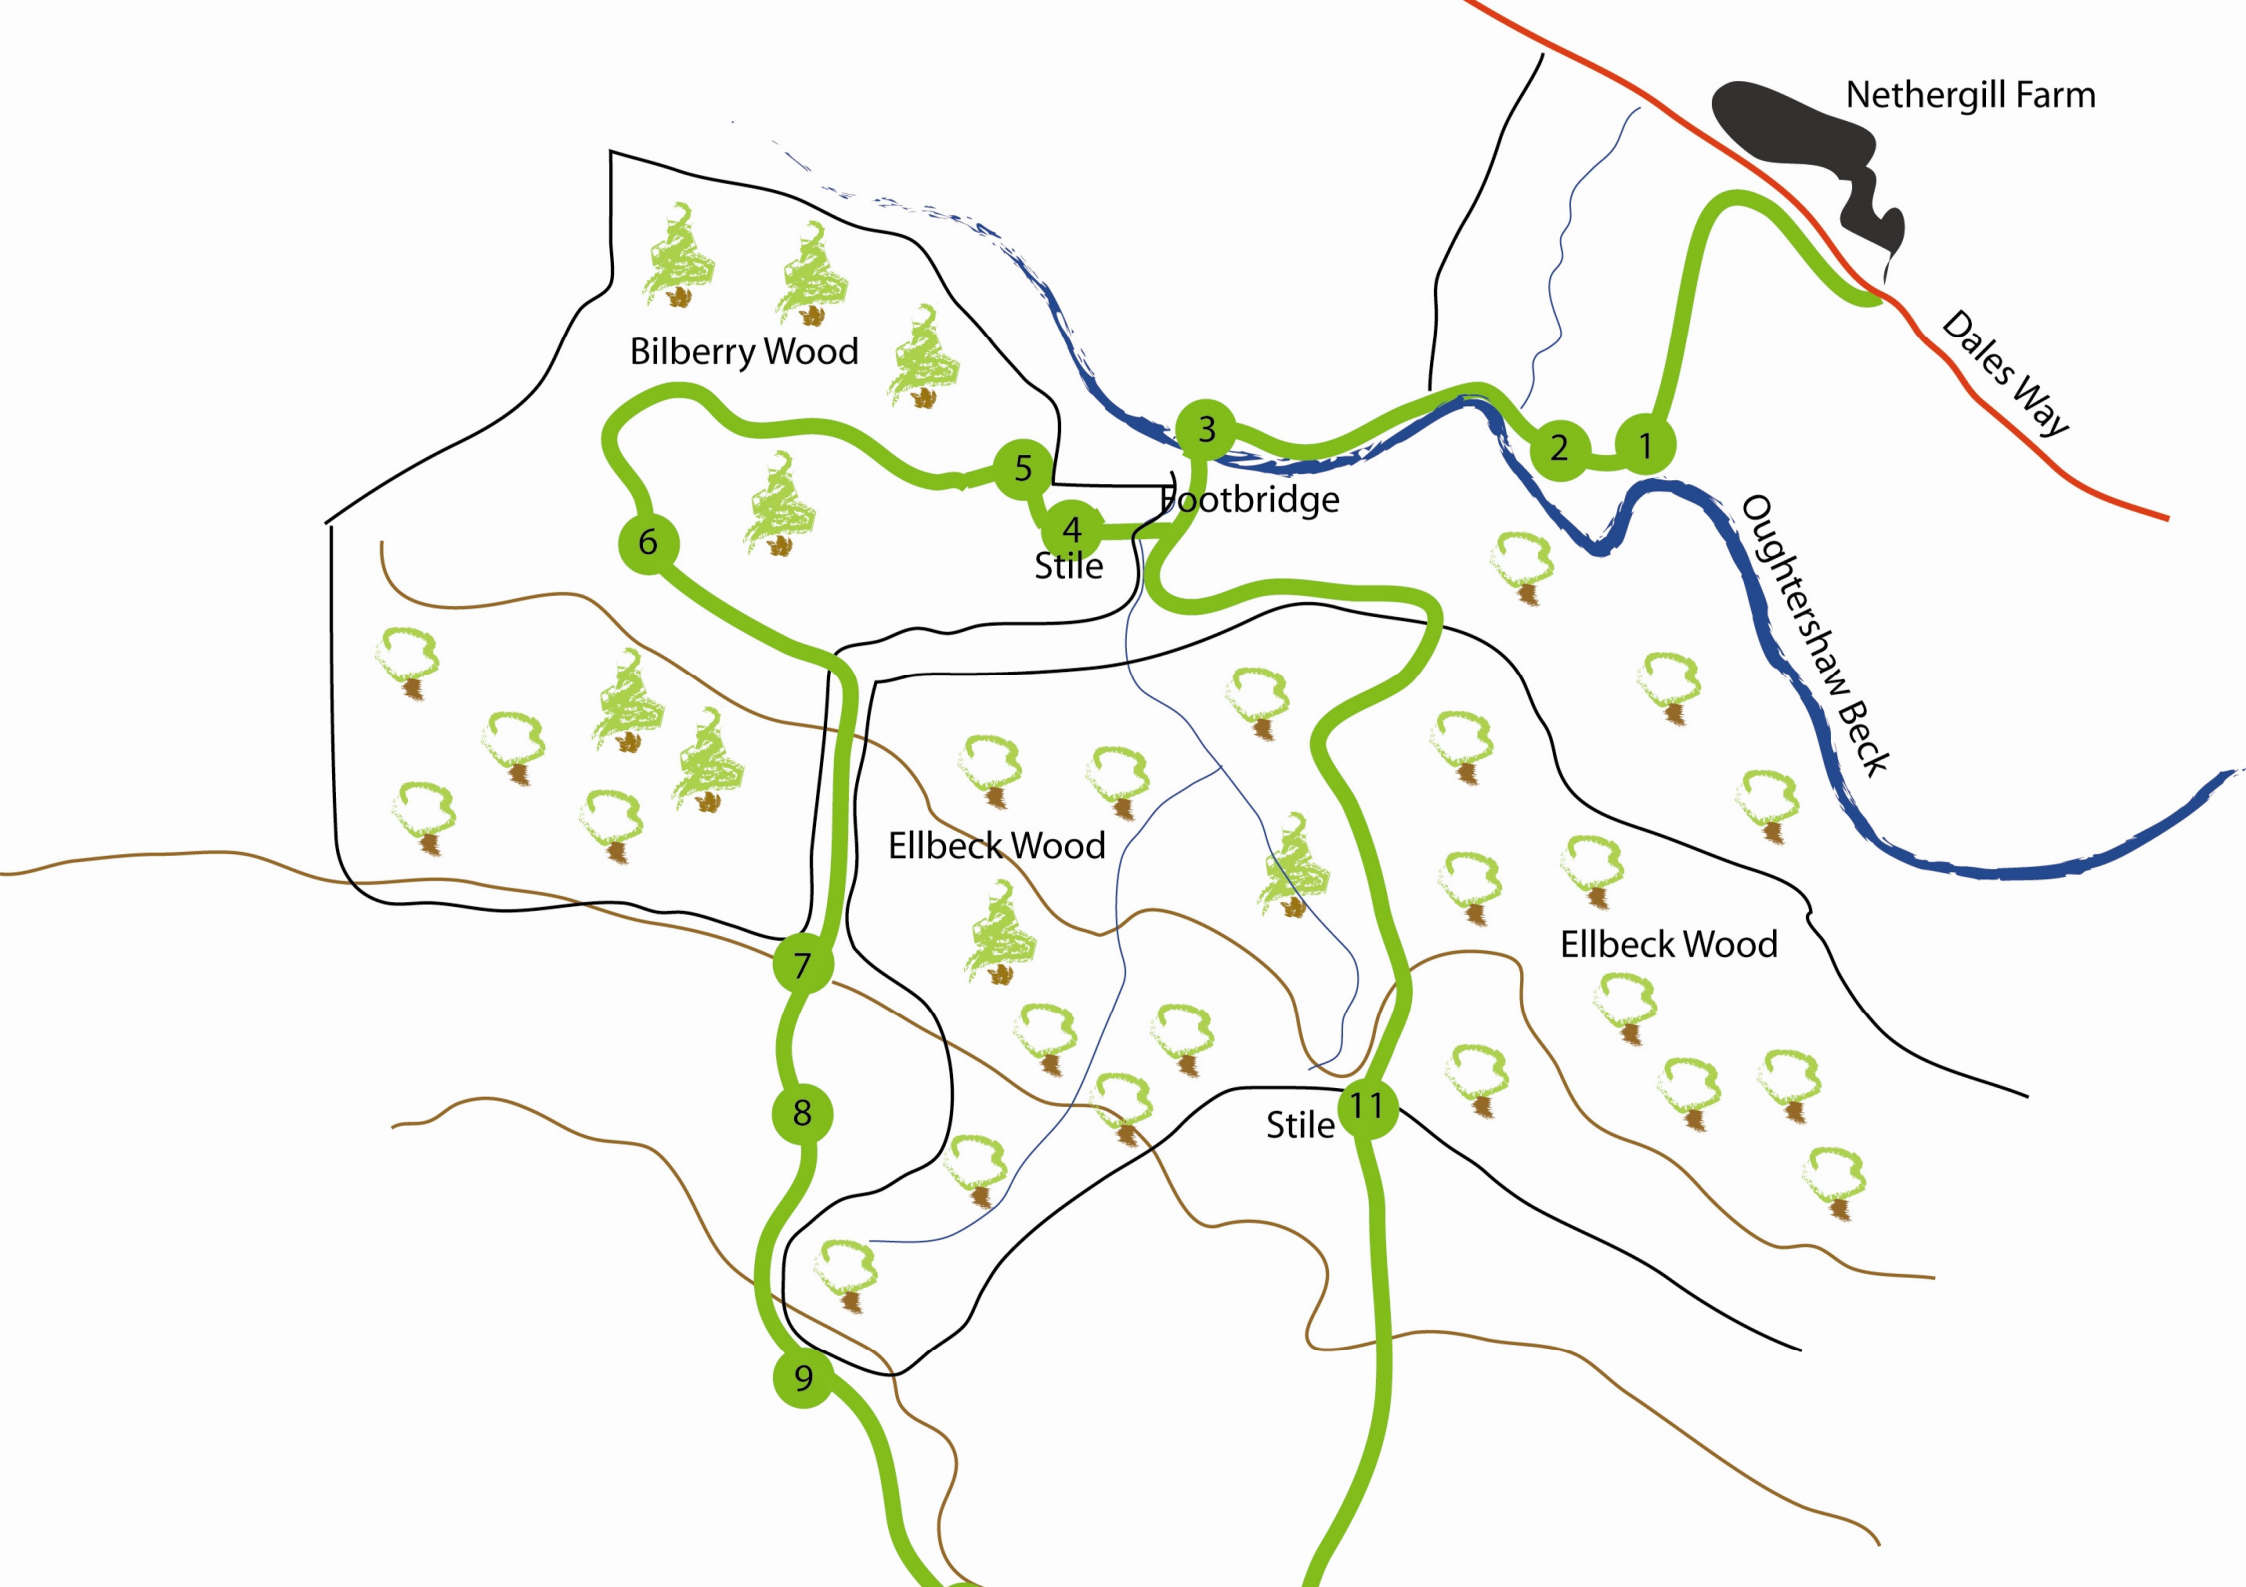 Nethergill Farm
Dales Way
Bilberry Wood
3
2
1
5
Footbridge
4
Stile
6
Oughtershaw Beck
Ellbeck Wood
Ellbeck Wood
7
8
11
Stile
9